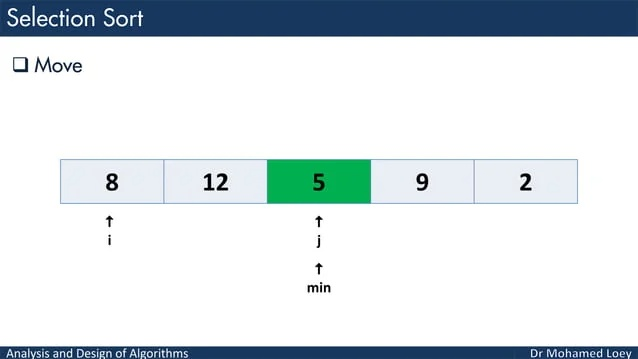 Selection Sort
❑ Move
8 12 5 9 2
↑ ↑
i j
↑
min
Analysis and Design of Algorithms Dr Mohamed Loey